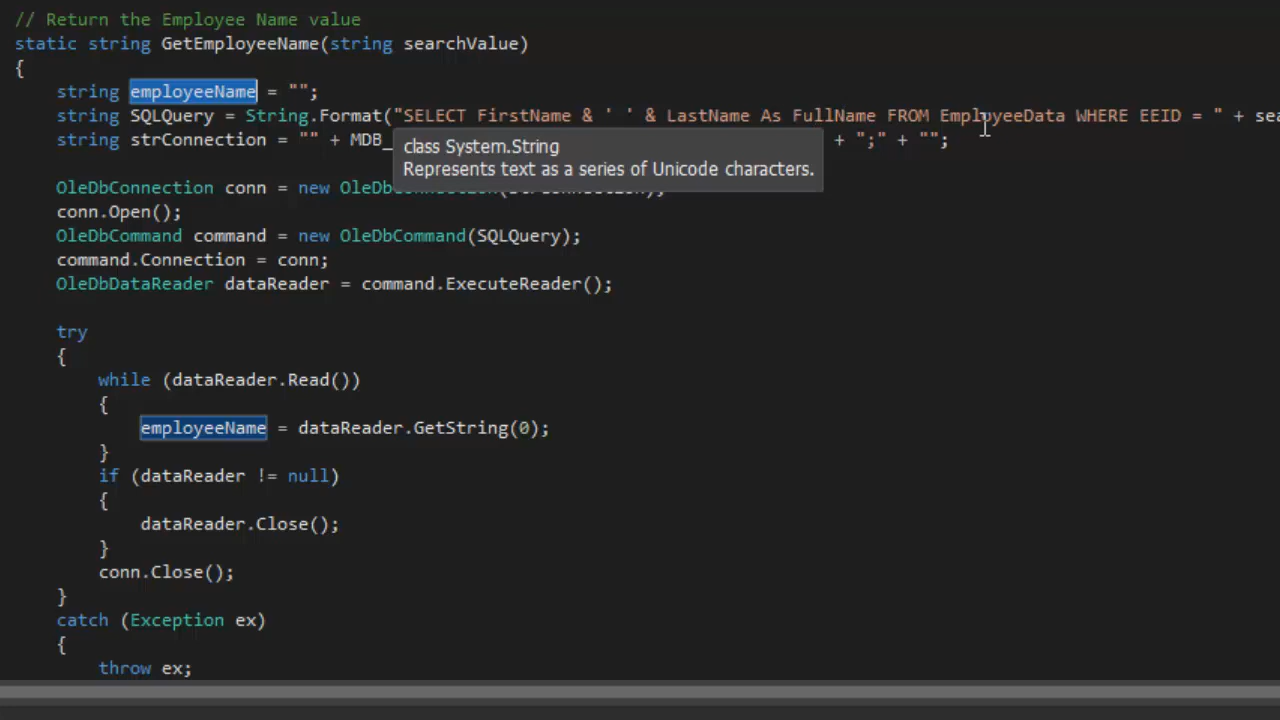 // Return the Employee Name value
static string GetEmployeeName(string searchValue)
{
string employeeName = "";
string SQLQuery = String.Format("SELECT FirstName & ' ' & LastName As FullName FROM EmployeeData WHERE EEID = " + sea
string strConnection = "" + MDB_ + ";" + "";
class System.String
Represents text as a series of Unicode characters.
OleDbConnection conn = new OleDb
conn.Open();
OleDbCommand command = new OleDbCommand(SQLQuery);
command.Connection = conn;
OleDbDataReader dataReader = command.ExecuteReader();
try
{
while (dataReader.Read())
{
employeeName = dataReader.GetString(0);
}
if (dataReader != null)
{
dataReader.Close();
}
conn.Close();
}
catch (Exception ex)
{
throw ex;